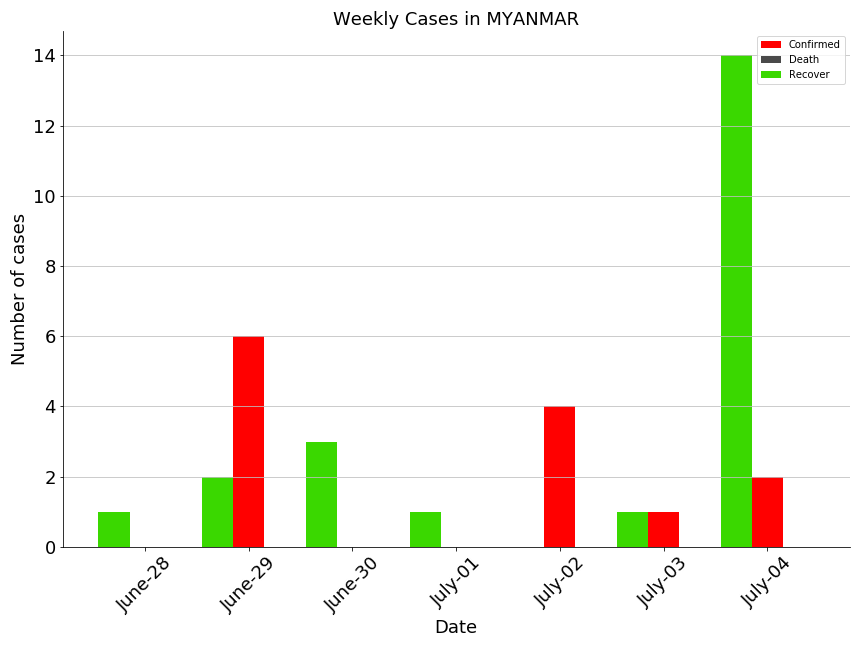 Weekly Cases in MYANMAR
Confirmed
Death
Recover
Number of cases
14
12
10
8
6
4
2
0
June-28
June-29
June-30
July-01
July-02
July-03
July-04
Date